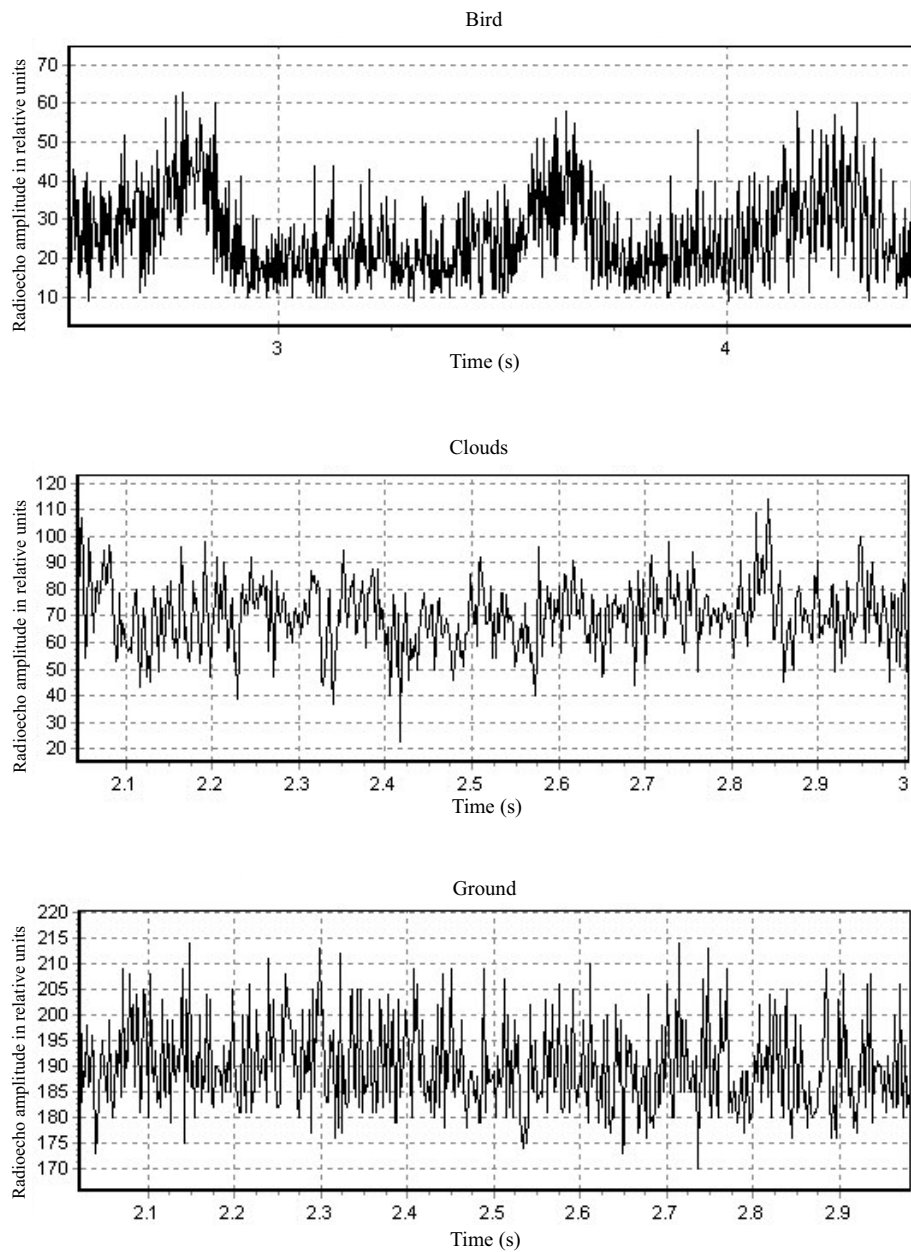 Bird
Radioecho amplitude in relative units
70
60
50
40
30
20
10
3 4
Time (s)
Clouds
Radioecho amplitude in relative units
120
110
100
90
80
70
60
50
40
30
20
2.1 2.2 2.3 2.4 2.5 2.6 2.7 2.8 2.9 3
Time (s)
Ground
Radioecho amplitude in relative units
220
215
210
205
200
195
190
185
180
175
170
2.1 2.2 2.3 2.4 2.5 2.6 2.7 2.8 2.9
Time (s)